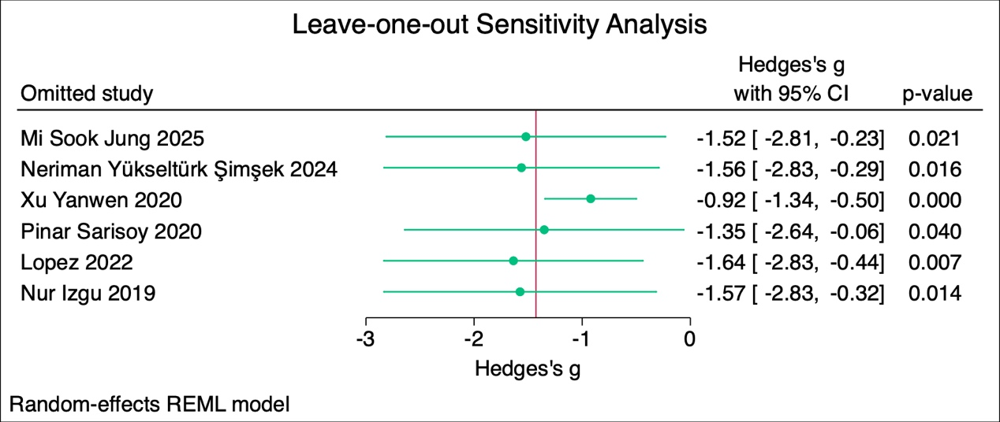 Leave-one-out Sensitivity Analysis
Hedges's g
Omitted study with 95% CI p-value
Mi Sook Jung 2025 -1.52 [ -2.81, -0.23] 0.021
Neriman Yükseltürk Şimşek 2024 -1.56 [ -2.83, -0.29] 0.016
Xu Yanwen 2020 -0.92 [ -1.34, -0.50] 0.000
Pinar Sarisoy 2020 -1.35 [ -2.64, -0.06] 0.040
Lopez 2022 -1.64 [ -2.83, -0.44] 0.007
Nur Izgu 2019 -1.57 [ -2.83, -0.32] 0.014
-3 -2 -1 0
Hedges's g
Random-effects REML model